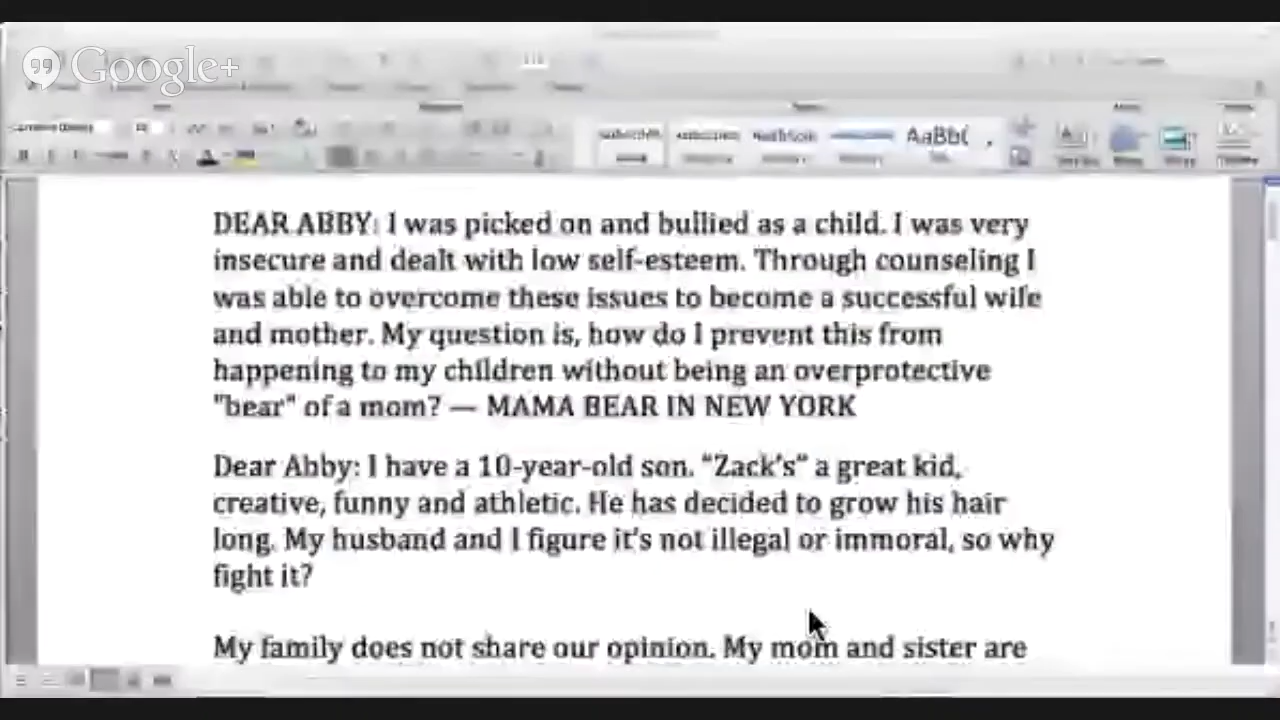 Google+
AaBbC
DEAR ABBY: I was picked on and bullied as a child. I was very
insecure and dealt with low self-esteem. Through counseling I
was able to overcome these issues to become a successful wife
and mother. My question is, how do I prevent this from
happening to my children without being an overprotective
"bear" of a mom? — MAMA BEAR IN NEW YORK
Dear Abby: I have a 10-year-old son. "Zack's" a great kid,
creative, funny and athletic. He has decided to grow his hair
long. My husband and I figure it's not illegal or immoral, so why
fight it?
My family does not share our opinion. My mom and sister are